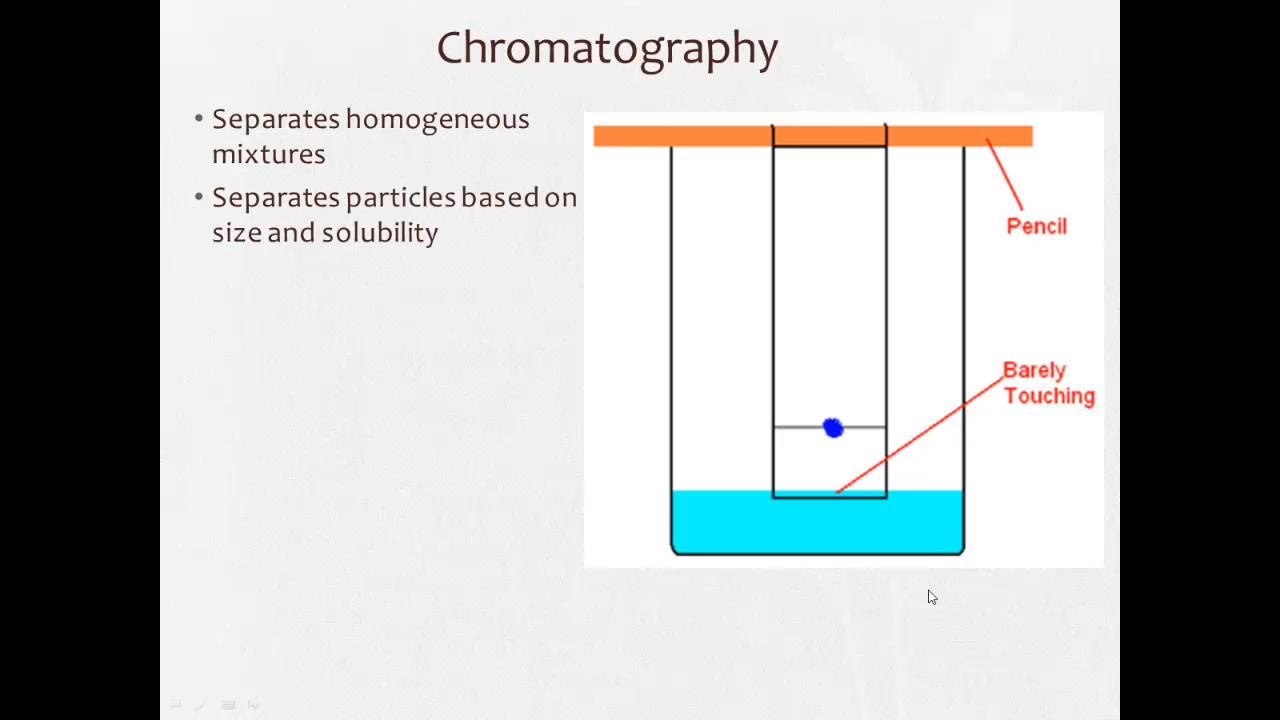 Chromatography
• Separates homogeneous
mixtures
• Separates particles based on
size and solubility
Pencil
Barely
Touching